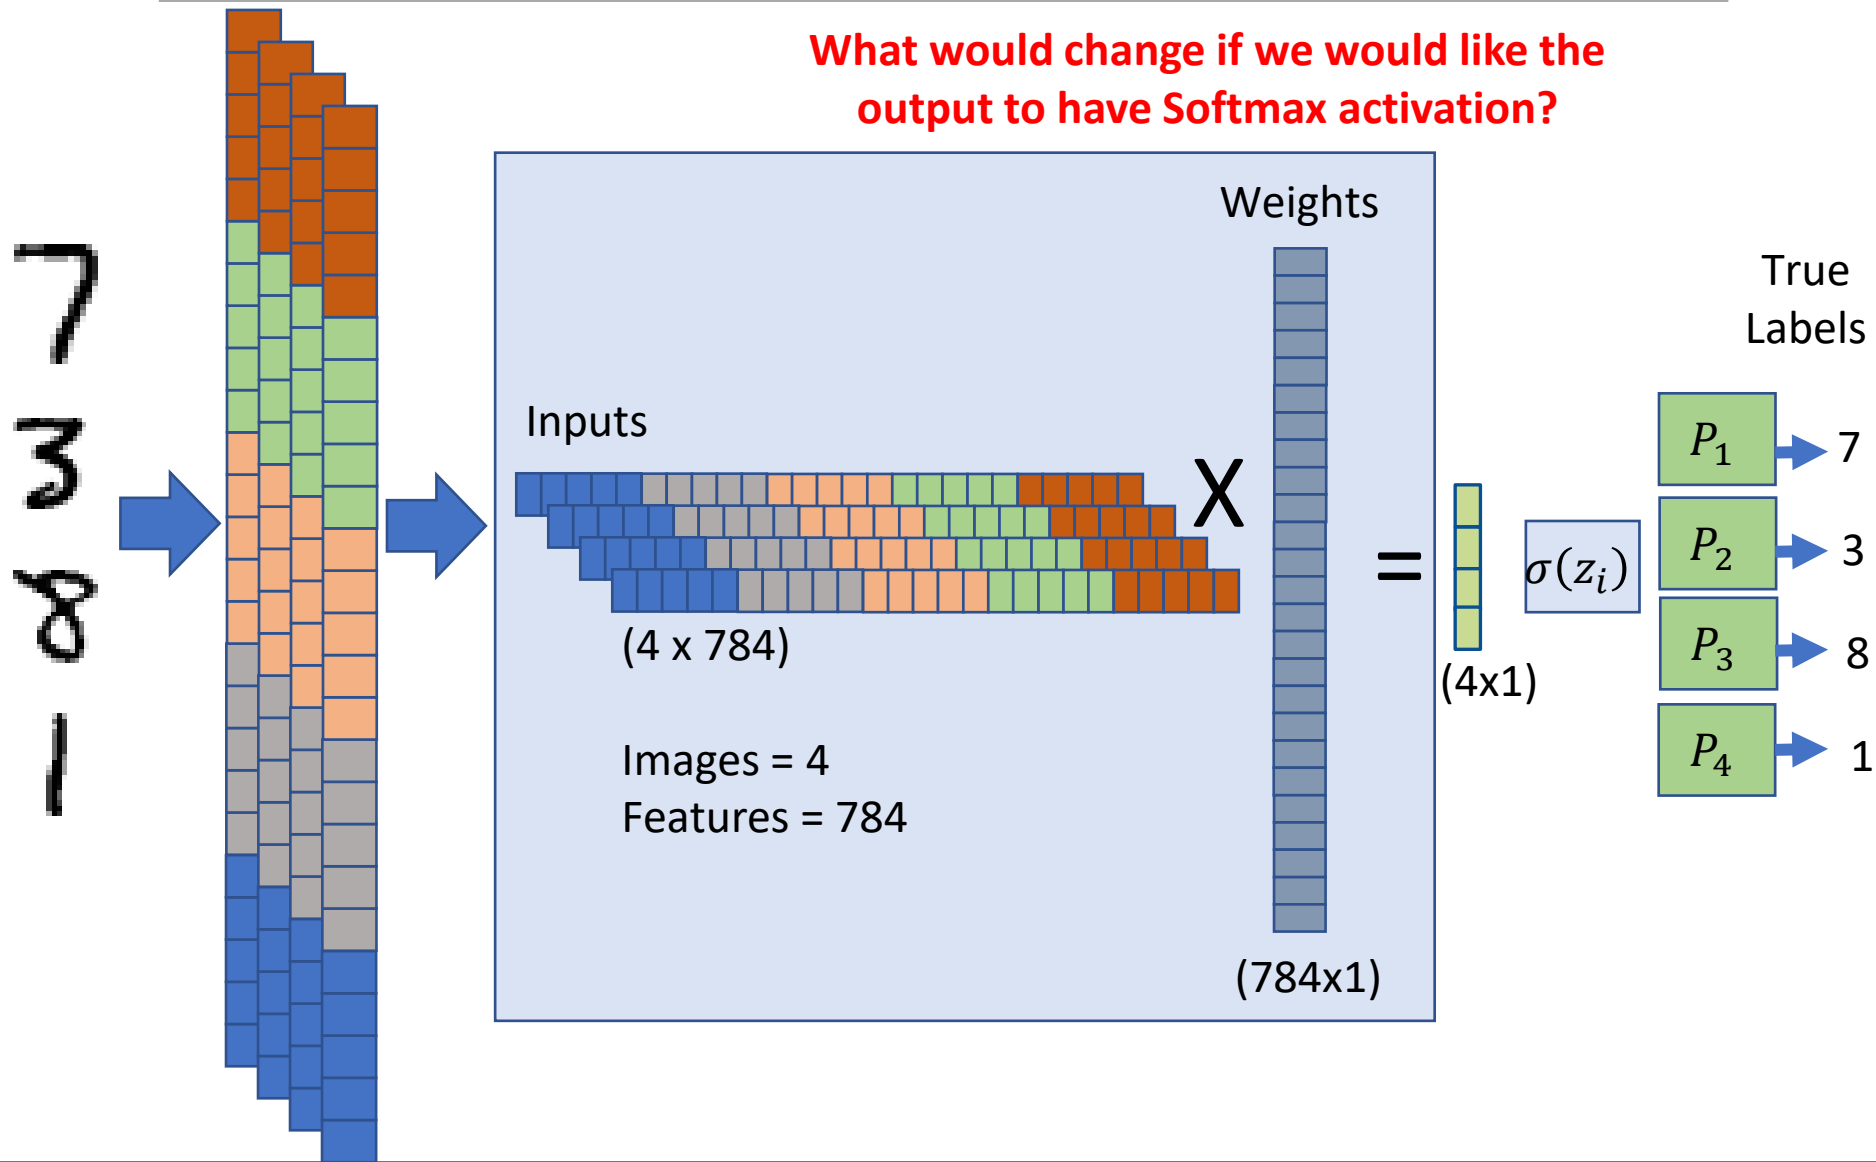 What would change if we would like the
output to have Softmax activation?
7
3
8
1
Inputs
(4 x 784)
Images = 4
Features = 784
X
Weights
(784x1)
=
(4x1)
σ(z_i)
True
Labels
P_1 7
P_2 3
P_3 8
P_4 1